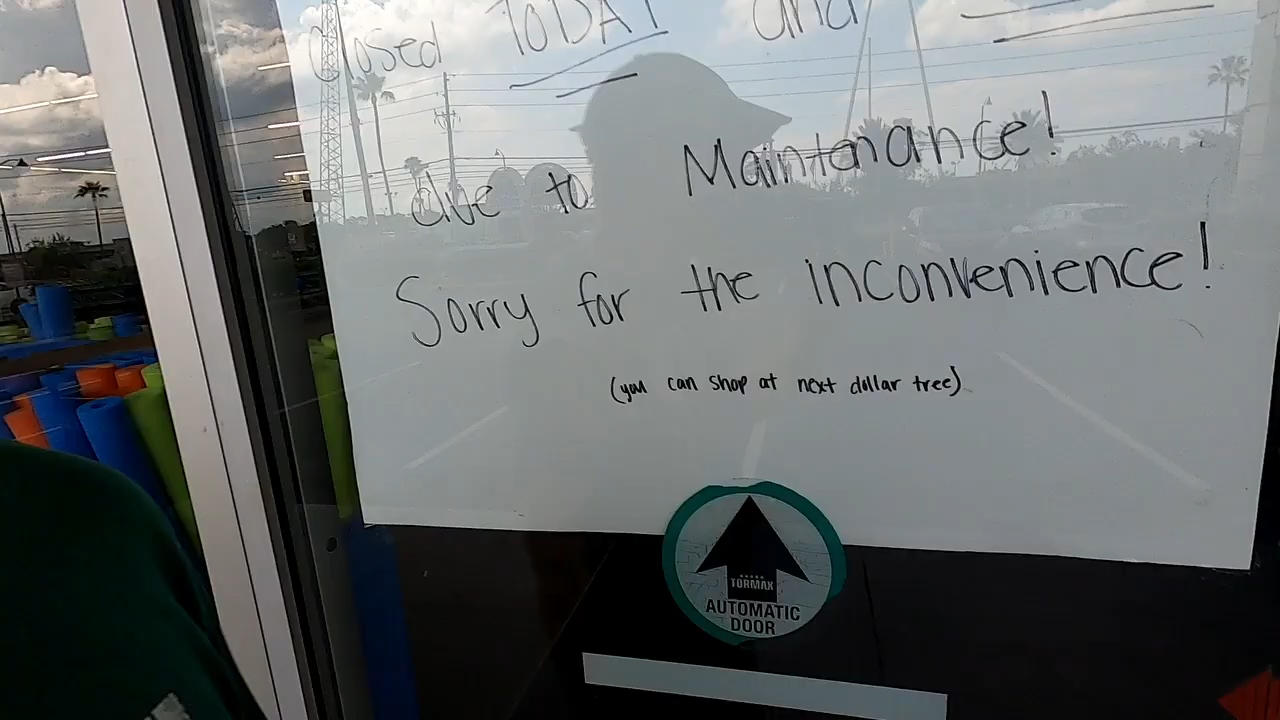 Closed TODAY and
due to Maintenance!
Sorry for the inconvenience!
(you can shop at next dollar tree)
TORMAX
AUTOMATIC
DOOR